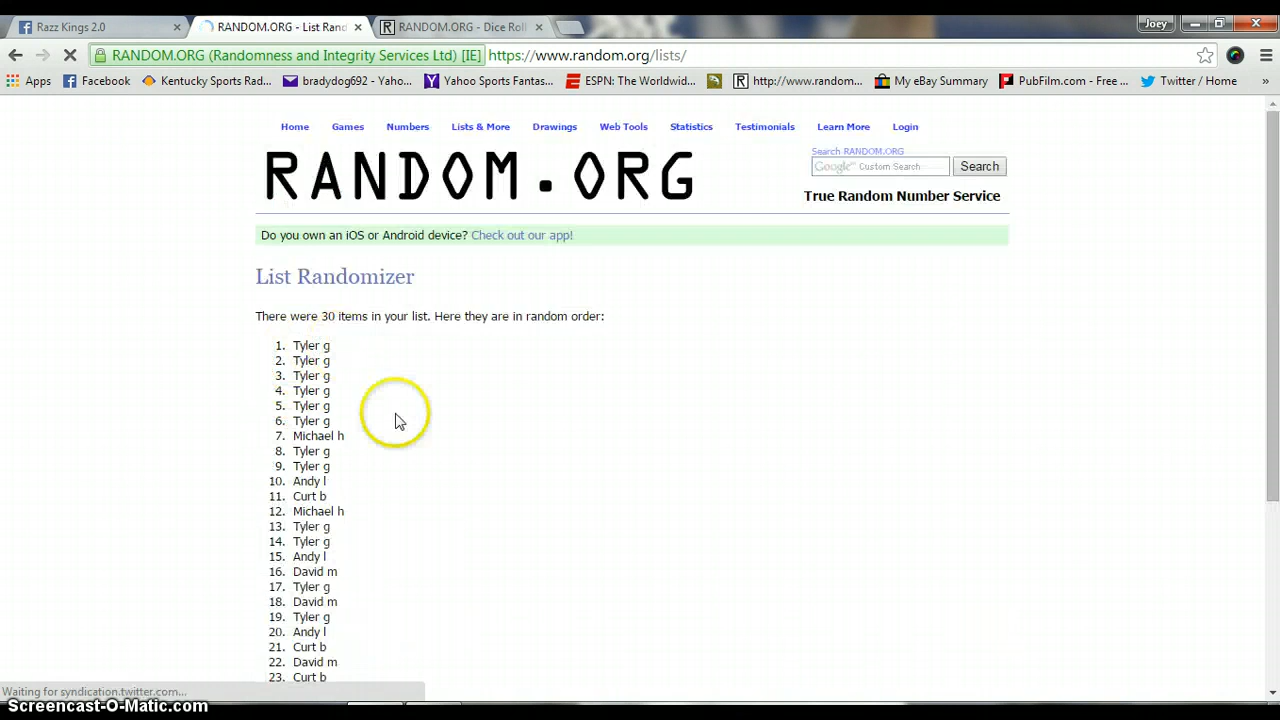 Razz Kings 2.0
RANDOM.ORG - List Rand
RANDOM.ORG - Dice Roll
Joey
RANDOM.ORG (Randomness and Integrity Services Ltd) [IE] https://www.random.org/lists/
Apps Facebook Kentucky Sports Rad... bradydog692 - Yaho... Yahoo Sports Fantas... ESPN: The Worldwid... http://www.random... My eBay Summary PubFilm.com - Free ... Twitter / Home »
Home Games Numbers Lists & More Drawings Web Tools Statistics Testimonials Learn More Login
Search RANDOM.ORG
RANDOM.ORG
Google™ Custom Search Search
True Random Number Service
Do you own an iOS or Android device? Check out our app!
List Randomizer
There were 30 items in your list. Here they are in random order:
1. Tyler g
2. Tyler g
3. Tyler g
4. Tyler g
5. Tyler g
6. Tyler g
7. Michael h
8. Tyler g
9. Tyler g
10. Andy l
11. Curt b
12. Michael h
13. Tyler g
14. Tyler g
15. Andy l
16. David m
17. Tyler g
18. David m
19. Tyler g
20. Andy l
21. Curt b
22. David m
23. Curt b
Waiting for syndication.twitter.com...
Screencast-O-Matic.com